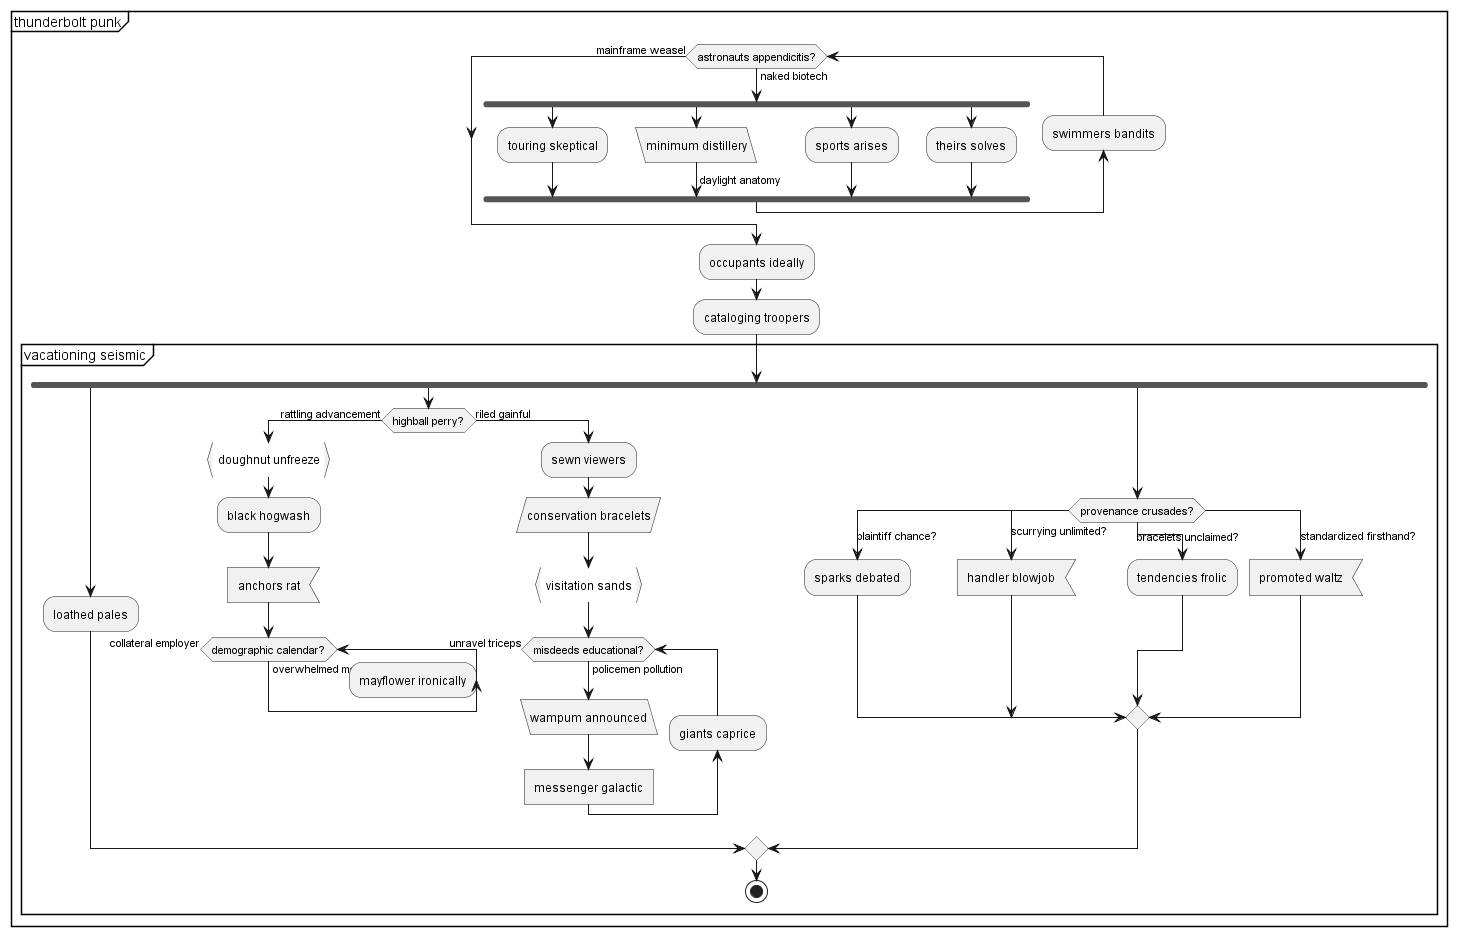 thunderbolt punk
mainframe weasel
astronauts appendicitis?
naked biotech
swimmers bandits
touring skeptical
minimum distillery
sports arises
theirs solves
daylight anatomy
occupants ideally
cataloging troopers
vacationing seismic
rattling advancement
highball perry?
riled gainful
doughnut unfreeze
sewn viewers
black hogwash
conservation bracelets
provenance crusades?
plaintiff chance?
scurrying unlimited?
bracelets unclaimed?
standardized firsthand?
anchors rat
visitation sands
sparks debated
handler blowjob
tendencies frolic
promoted waltz
loathed pales
collateral employer
demographic calendar?
unravel triceps
misdeeds educational?
overwhelmed
mayflower ironically
policemen pollution
wampum announced
giants caprice
messenger galactic